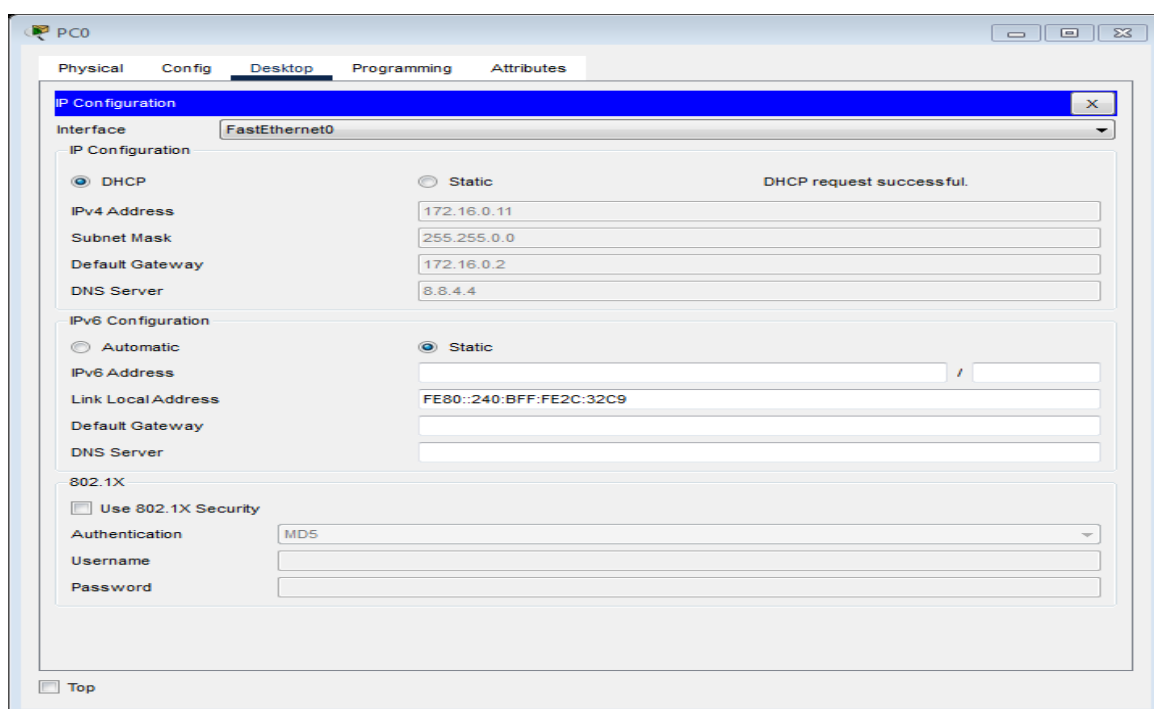 PC0
Physical Config Desktop Programming Attributes
IP Configuration X
Interface FastEthernet0
IP Configuration
DHCP Static DHCP request successful.
IPv4 Address 172.16.0.11
Subnet Mask 255.255.0.0
Default Gateway 172.16.0.2
DNS Server 8.8.4.4
IPv6 Configuration
Automatic Static
IPv6 Address /
Link Local Address FE80::240:BFF:FE2C:32C9
Default Gateway
DNS Server
802.1X
Use 802.1X Security
Authentication MD5
Username
Password
Top